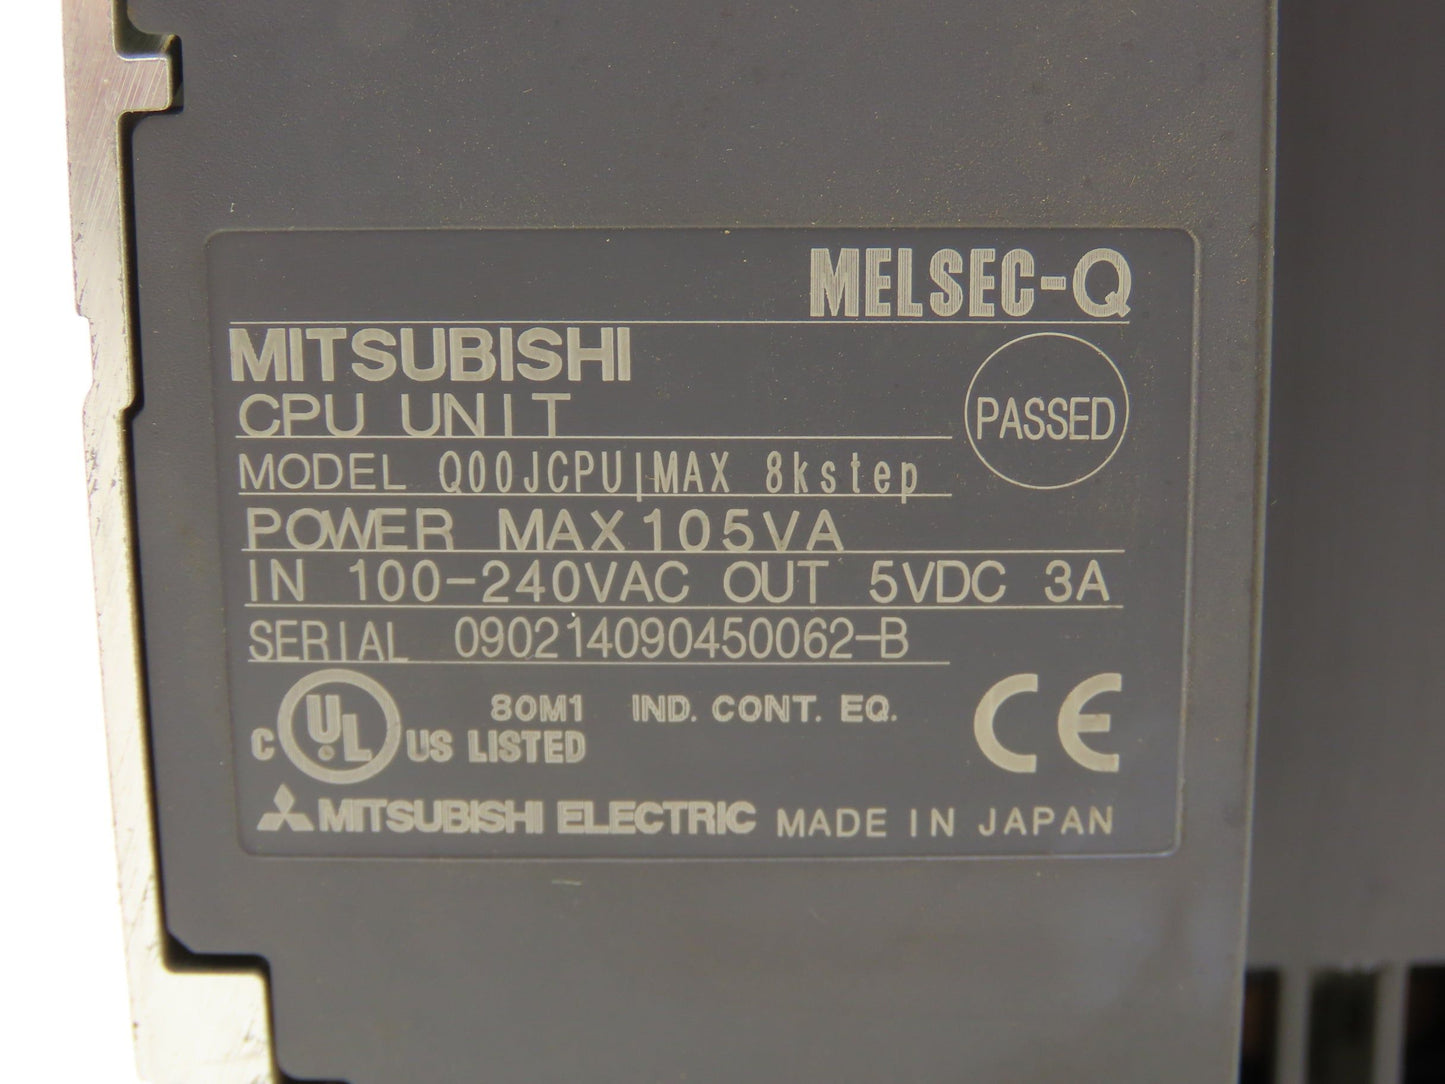 MELSEC-Q
MITSUBISHI
CPU UNIT
PASSED
MODEL Q00JCPU|MAX 8kstep
POWER MAX105VA
IN 100-240VAC OUT 5VDC 3A
SERIAL 090214090450062-B
C UL US LISTED 80M1 IND. CONT. EQ.
CE
MITSUBISHI ELECTRIC MADE IN JAPAN